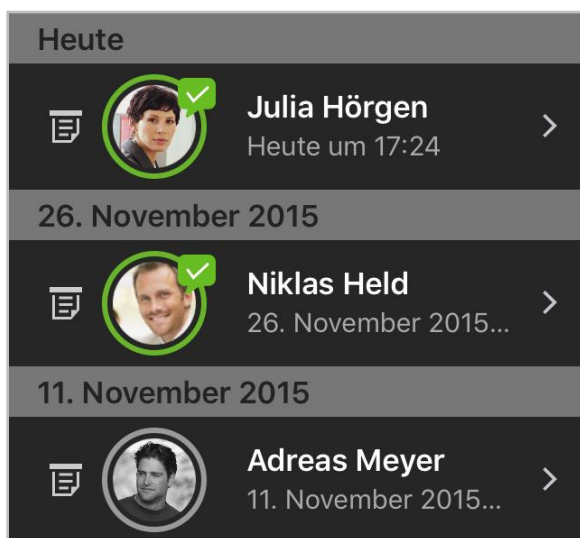 Heute
Julia Hörgen
Heute um 17:24
26. November 2015
Niklas Held
26. November 2015...
11. November 2015
Adreas Meyer
11. November 2015...